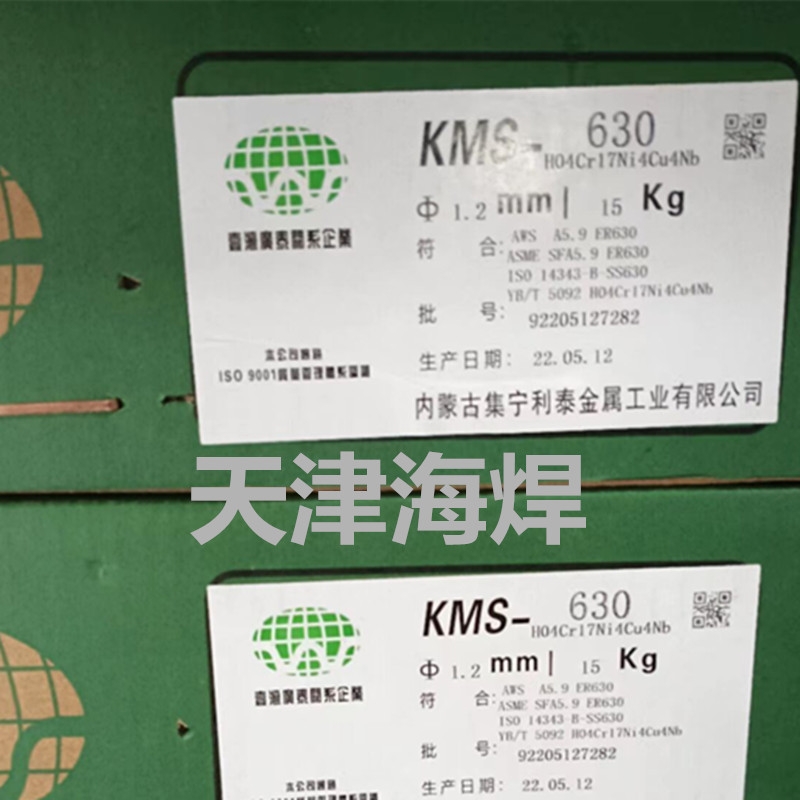 KMS- 630
H04Cr17Ni4Cu4Nb
Φ 1.2 mm | 15 Kg
符 合: AWS A5.9 ER630
ASME SFA5.9 ER630
ISO 14343-B-SS630
YB/T 5092 H04Cr17Ni4Cu4Nb
批 号: 92205127282
生产日期: 22.05.12
内蒙古集宁利泰金属工业有限公司
ISO 9001
天津海焊
KMS- 630
H04Cr17Ni4Cu4Nb
Φ 1.2 mm | 15 Kg
符 合: AWS A5.9 ER630
ASME SFA5.9 ER630
ISO 14343-B-SS630
YB/T 5092 H04Cr17Ni4Cu4Nb
批 号: 92205127282
生产日期: 22.05.12